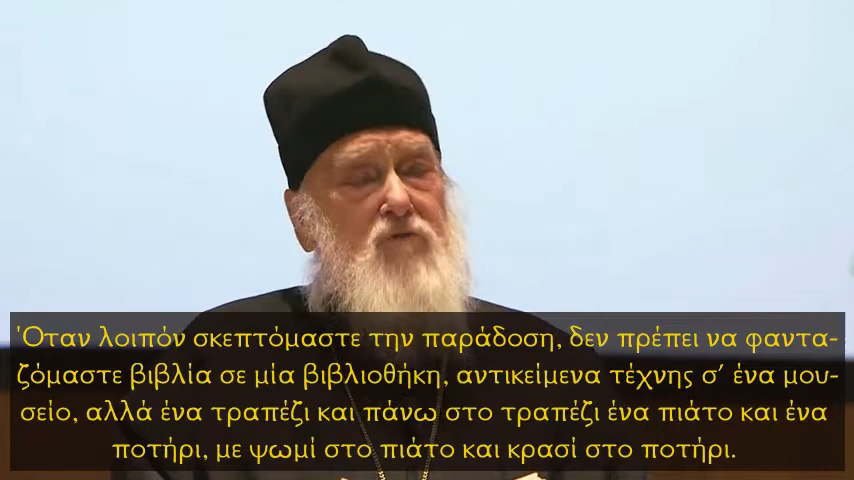 Ὅταν λοιπόν σκεπτόμαστε την παράδοση, δεν πρέπει να φαντα-
ζόμαστε βιβλία σε μία βιβλιοθήκη, αντικείμενα τέχνης σ’ ένα μου-
σείο, αλλά ένα τραπέζι και πάνω στο τραπέζι ένα πιάτο και ένα
ποτήρι, με ψωμί στο πιάτο και κρασί στο ποτήρι.